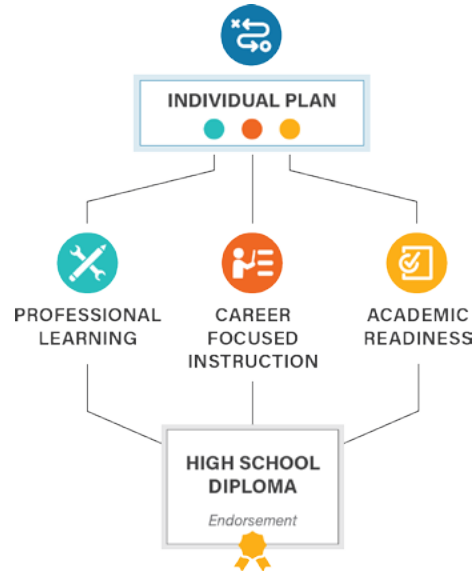 INDIVIDUAL PLAN
PROFESSIONAL
LEARNING
CAREER
FOCUSED
INSTRUCTION
ACADEMIC
READINESS
HIGH SCHOOL
DIPLOMA
Endorsement